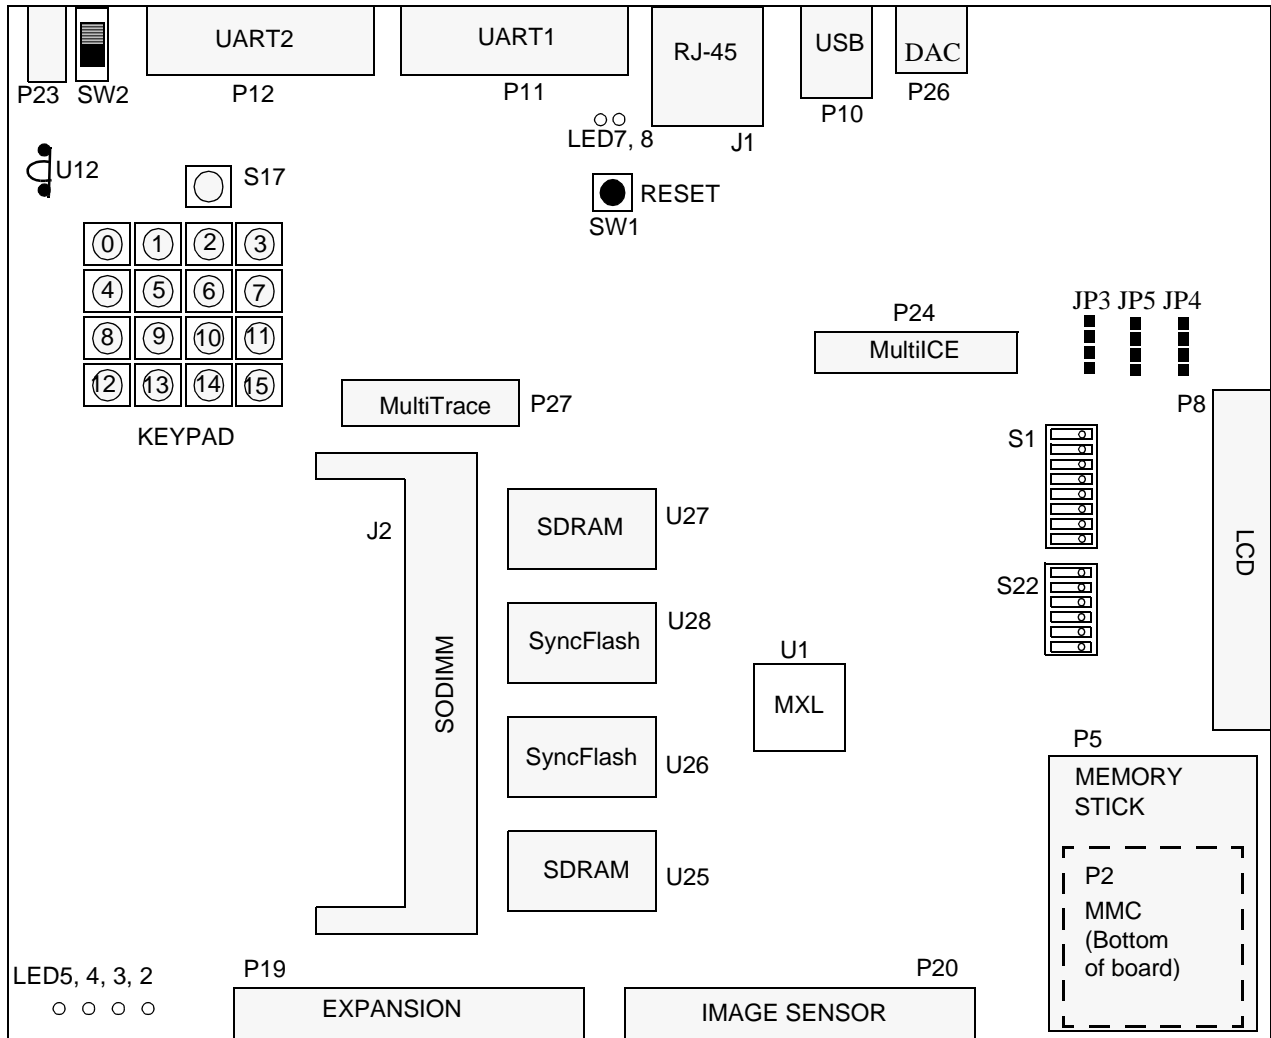 UART2
UART1
RJ-45
USB
DAC
P23
SW2
P12
P11
P10
P26
LED7, 8
J1
U12
S17
RESET
SW1
0 1 2 3
4 5 6 7
8 9 10 11
12 13 14 15
KEYPAD
JP3 JP5 JP4
P24
MultiICE
MultiTrace
P27
P8
S1
J2
SDRAM
U27
LCD
S22
SyncFlash
U28
SODIMM
U1
MXL
SyncFlash
U26
P5
MEMORY
STICK
SDRAM
U25
P2
MMC
(Bottom
of board)
LED5, 4, 3, 2
P19
EXPANSION
P20
IMAGE SENSOR